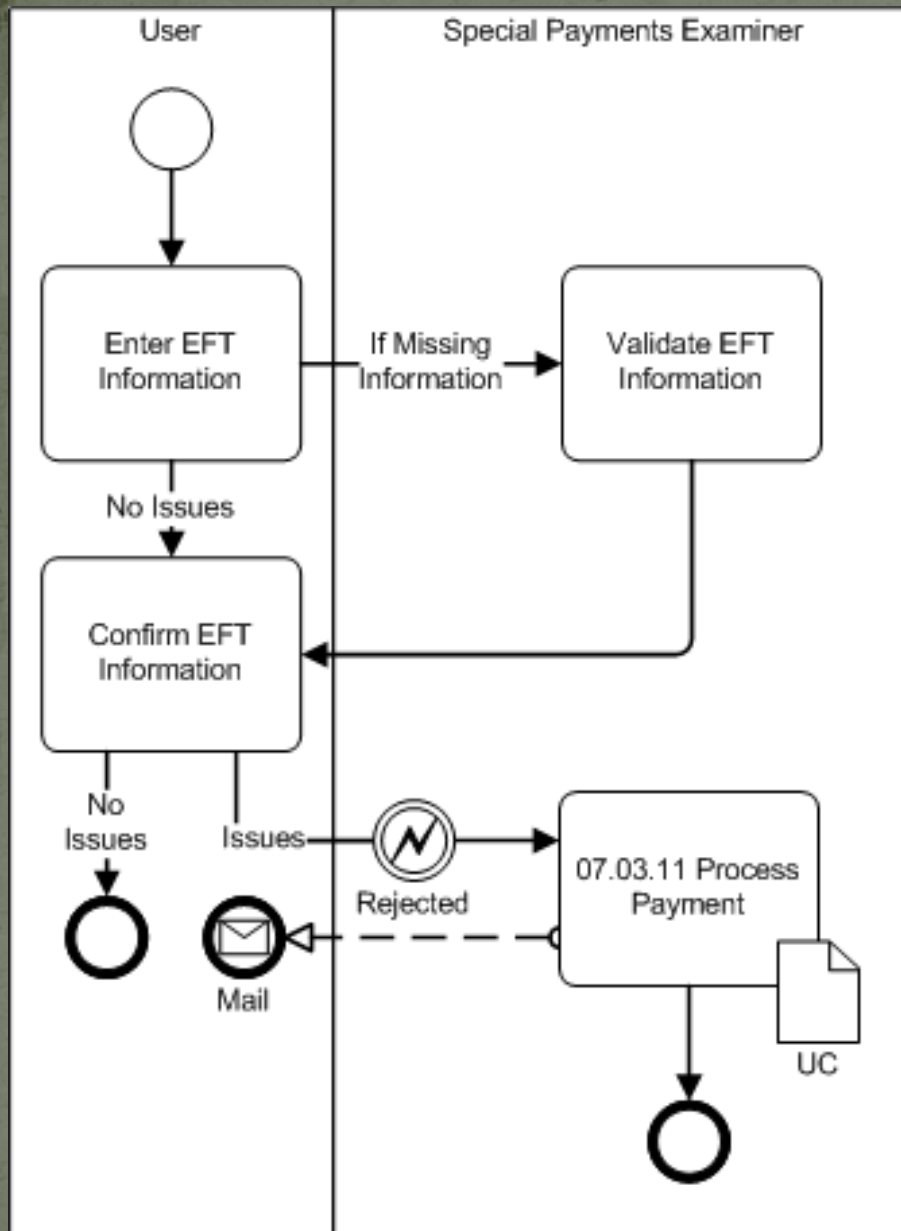 User
Special Payments Examiner
Enter EFT
Information
If Missing
Information
Validate EFT
Information
No Issues
Confirm EFT
Information
No
Issues
Issues
Rejected
07.03.11 Process
Payment
Mail
UC